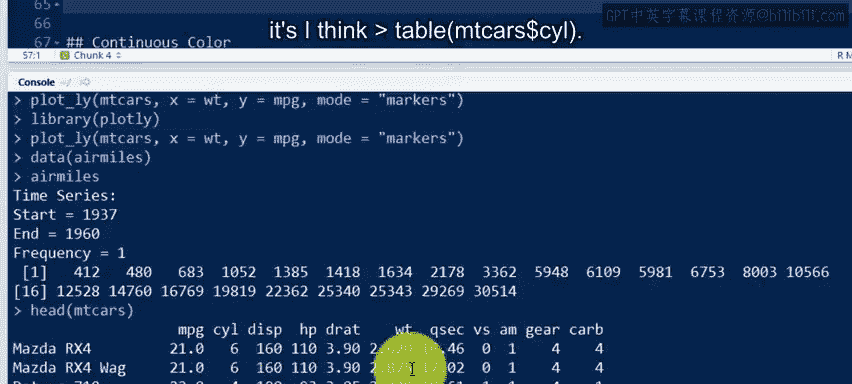 65
66
it's I think > table(mtcars$cyl).
GPT中英字幕课程资源@bilibili.com
67 ## Continuous Color
57:1 Chunk 4 R M
Console ~/
> plot_ly(mtcars, x = wt, y = mpg, mode = "markers")
> library(plotly)
> plot_ly(mtcars, x = wt, y = mpg, mode = "markers")
> data(airmiles)
> airmiles
Time Series:
Start = 1937
End = 1960
Frequency = 1
[1] 412 480 683 1052 1385 1418 1634 2178 3362 5948 6109 5981 6753 8003 10566
[16] 12528 14760 16769 19819 22362 25340 25343 29269 30514
> head(mtcars)
mpg cyl disp hp drat wt qsec vs am gear carb
Mazda RX4 21.0 6 160 110 3.90 46 0 1 4 4
Mazda RX4 Wag 21.0 6 160 110 3.90 02 0 1 4 4